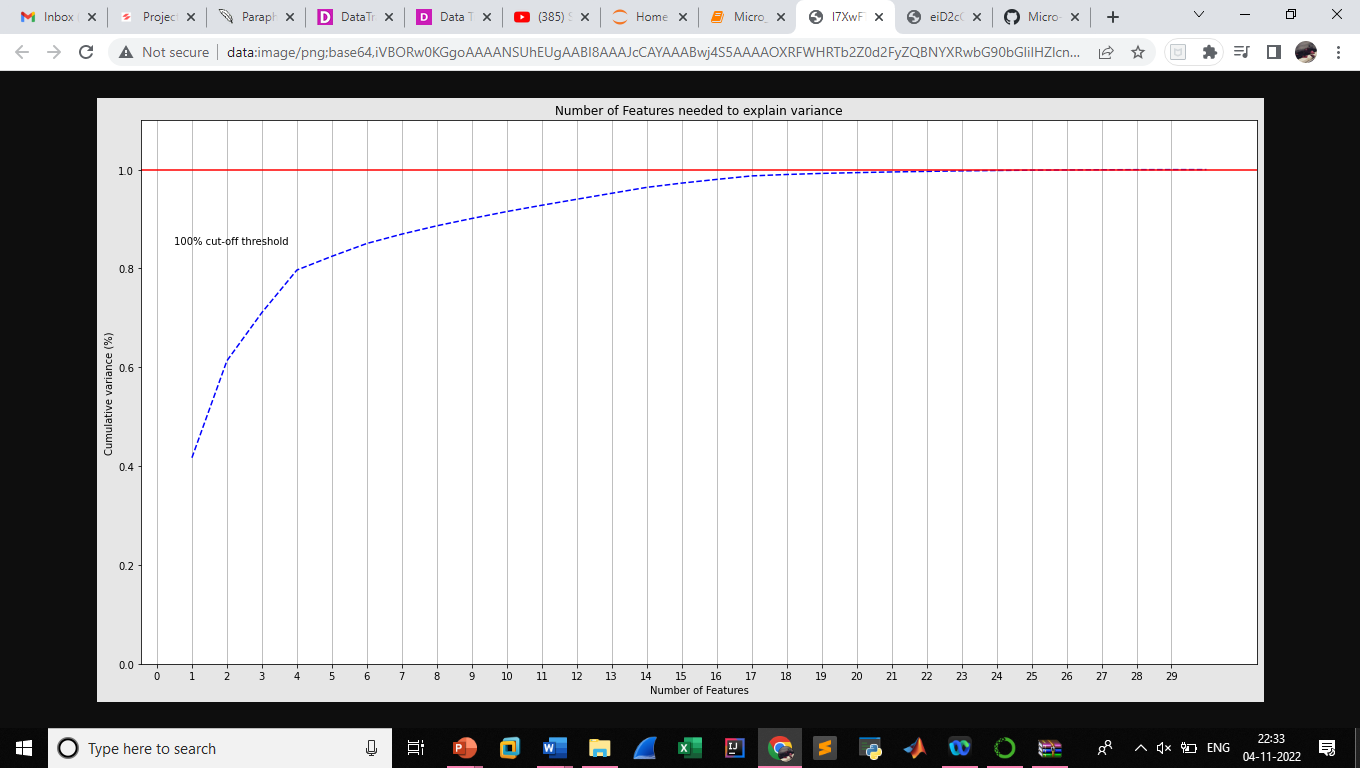 Inbox
Project
Paraph
DataTr
Data T
(385) S
Home
Micro_
I7XwFT
eiD2c
Micro-
Not secure
data:image/png;base64,iVBORw0KGgoAAAANSUhEUgAABI8AAAJcCAYAAABwj4S5AAAAOXRFWHRTb2Z0d2FyZQBNYXRwbG90bGliIHZlcn...
Number of Features needed to explain variance
1.0
100% cut-off threshold
0.8
0.6
0.4
0.2
0.0
Cumulative variance (%)
0 1 2 3 4 5 6 7 8 9 10 11 12 13 14 15 16 17 18 19 20 21 22 23 24 25 26 27 28 29
Number of Features
Type here to search
ENG
22:33
04-11-2022